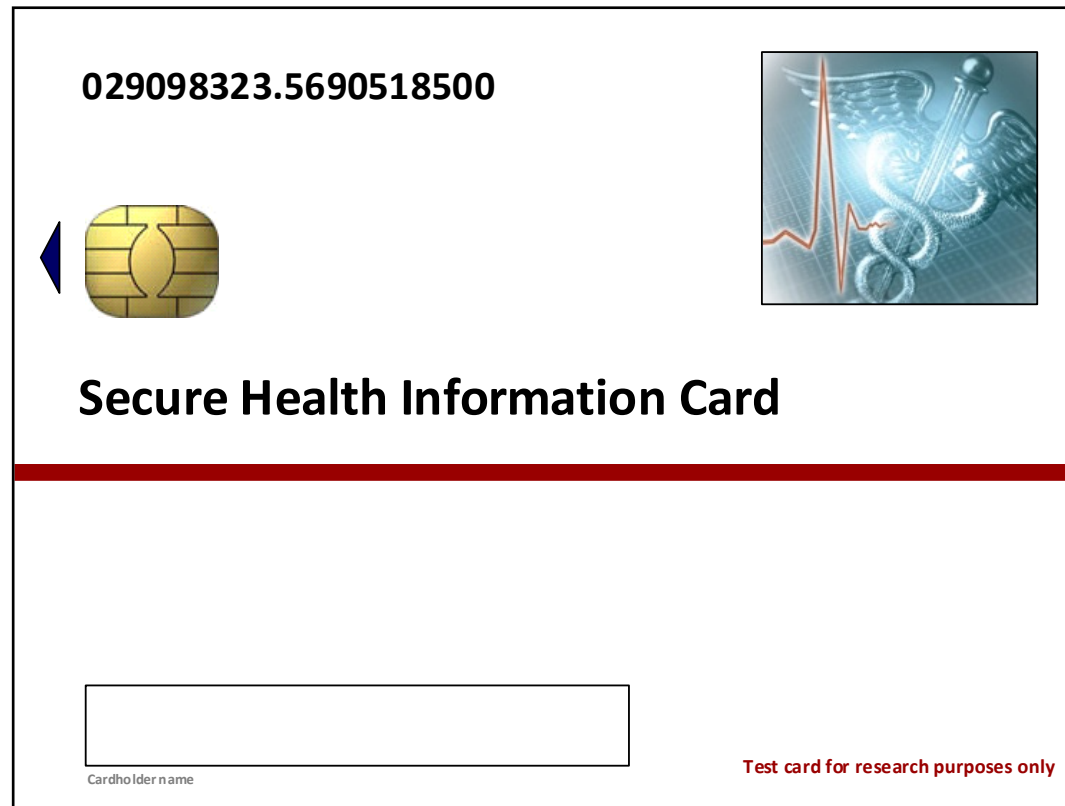 029098323.5690518500
Secure Health Information Card
Cardholder name
Test card for research purposes only